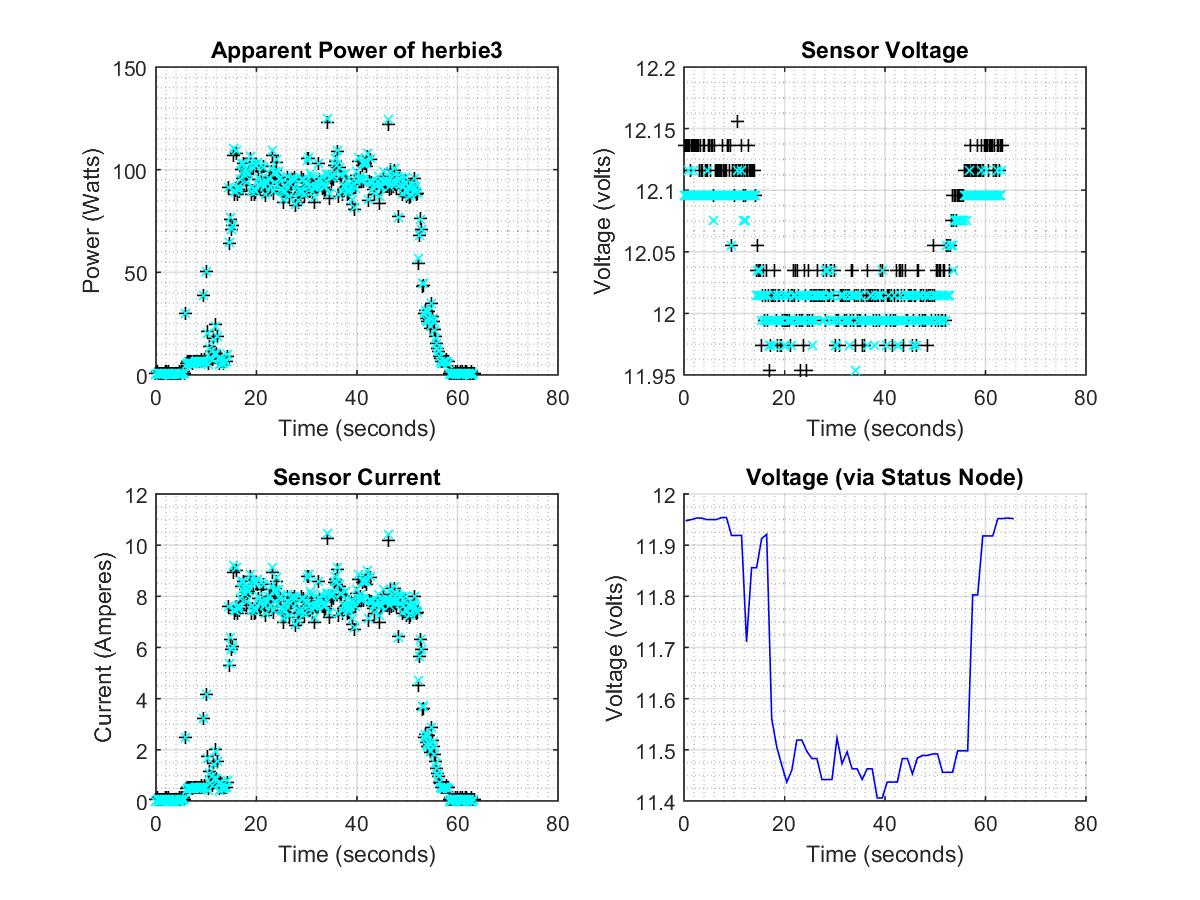 Apparent Power of herbie3
150
100
50
0
Power (Watts)
0 20 40 60 80
Time (seconds)
Sensor Voltage
12.2
12.15
12.1
12.05
12
11.95
Voltage (volts)
0 20 40 60 80
Time (seconds)
Sensor Current
12
10
8
6
4
2
0
Current (Amperes)
0 20 40 60 80
Time (seconds)
Voltage (via Status Node)
12
11.9
11.8
11.7
11.6
11.5
11.4
Voltage (volts)
0 20 40 60 80
Time (seconds)